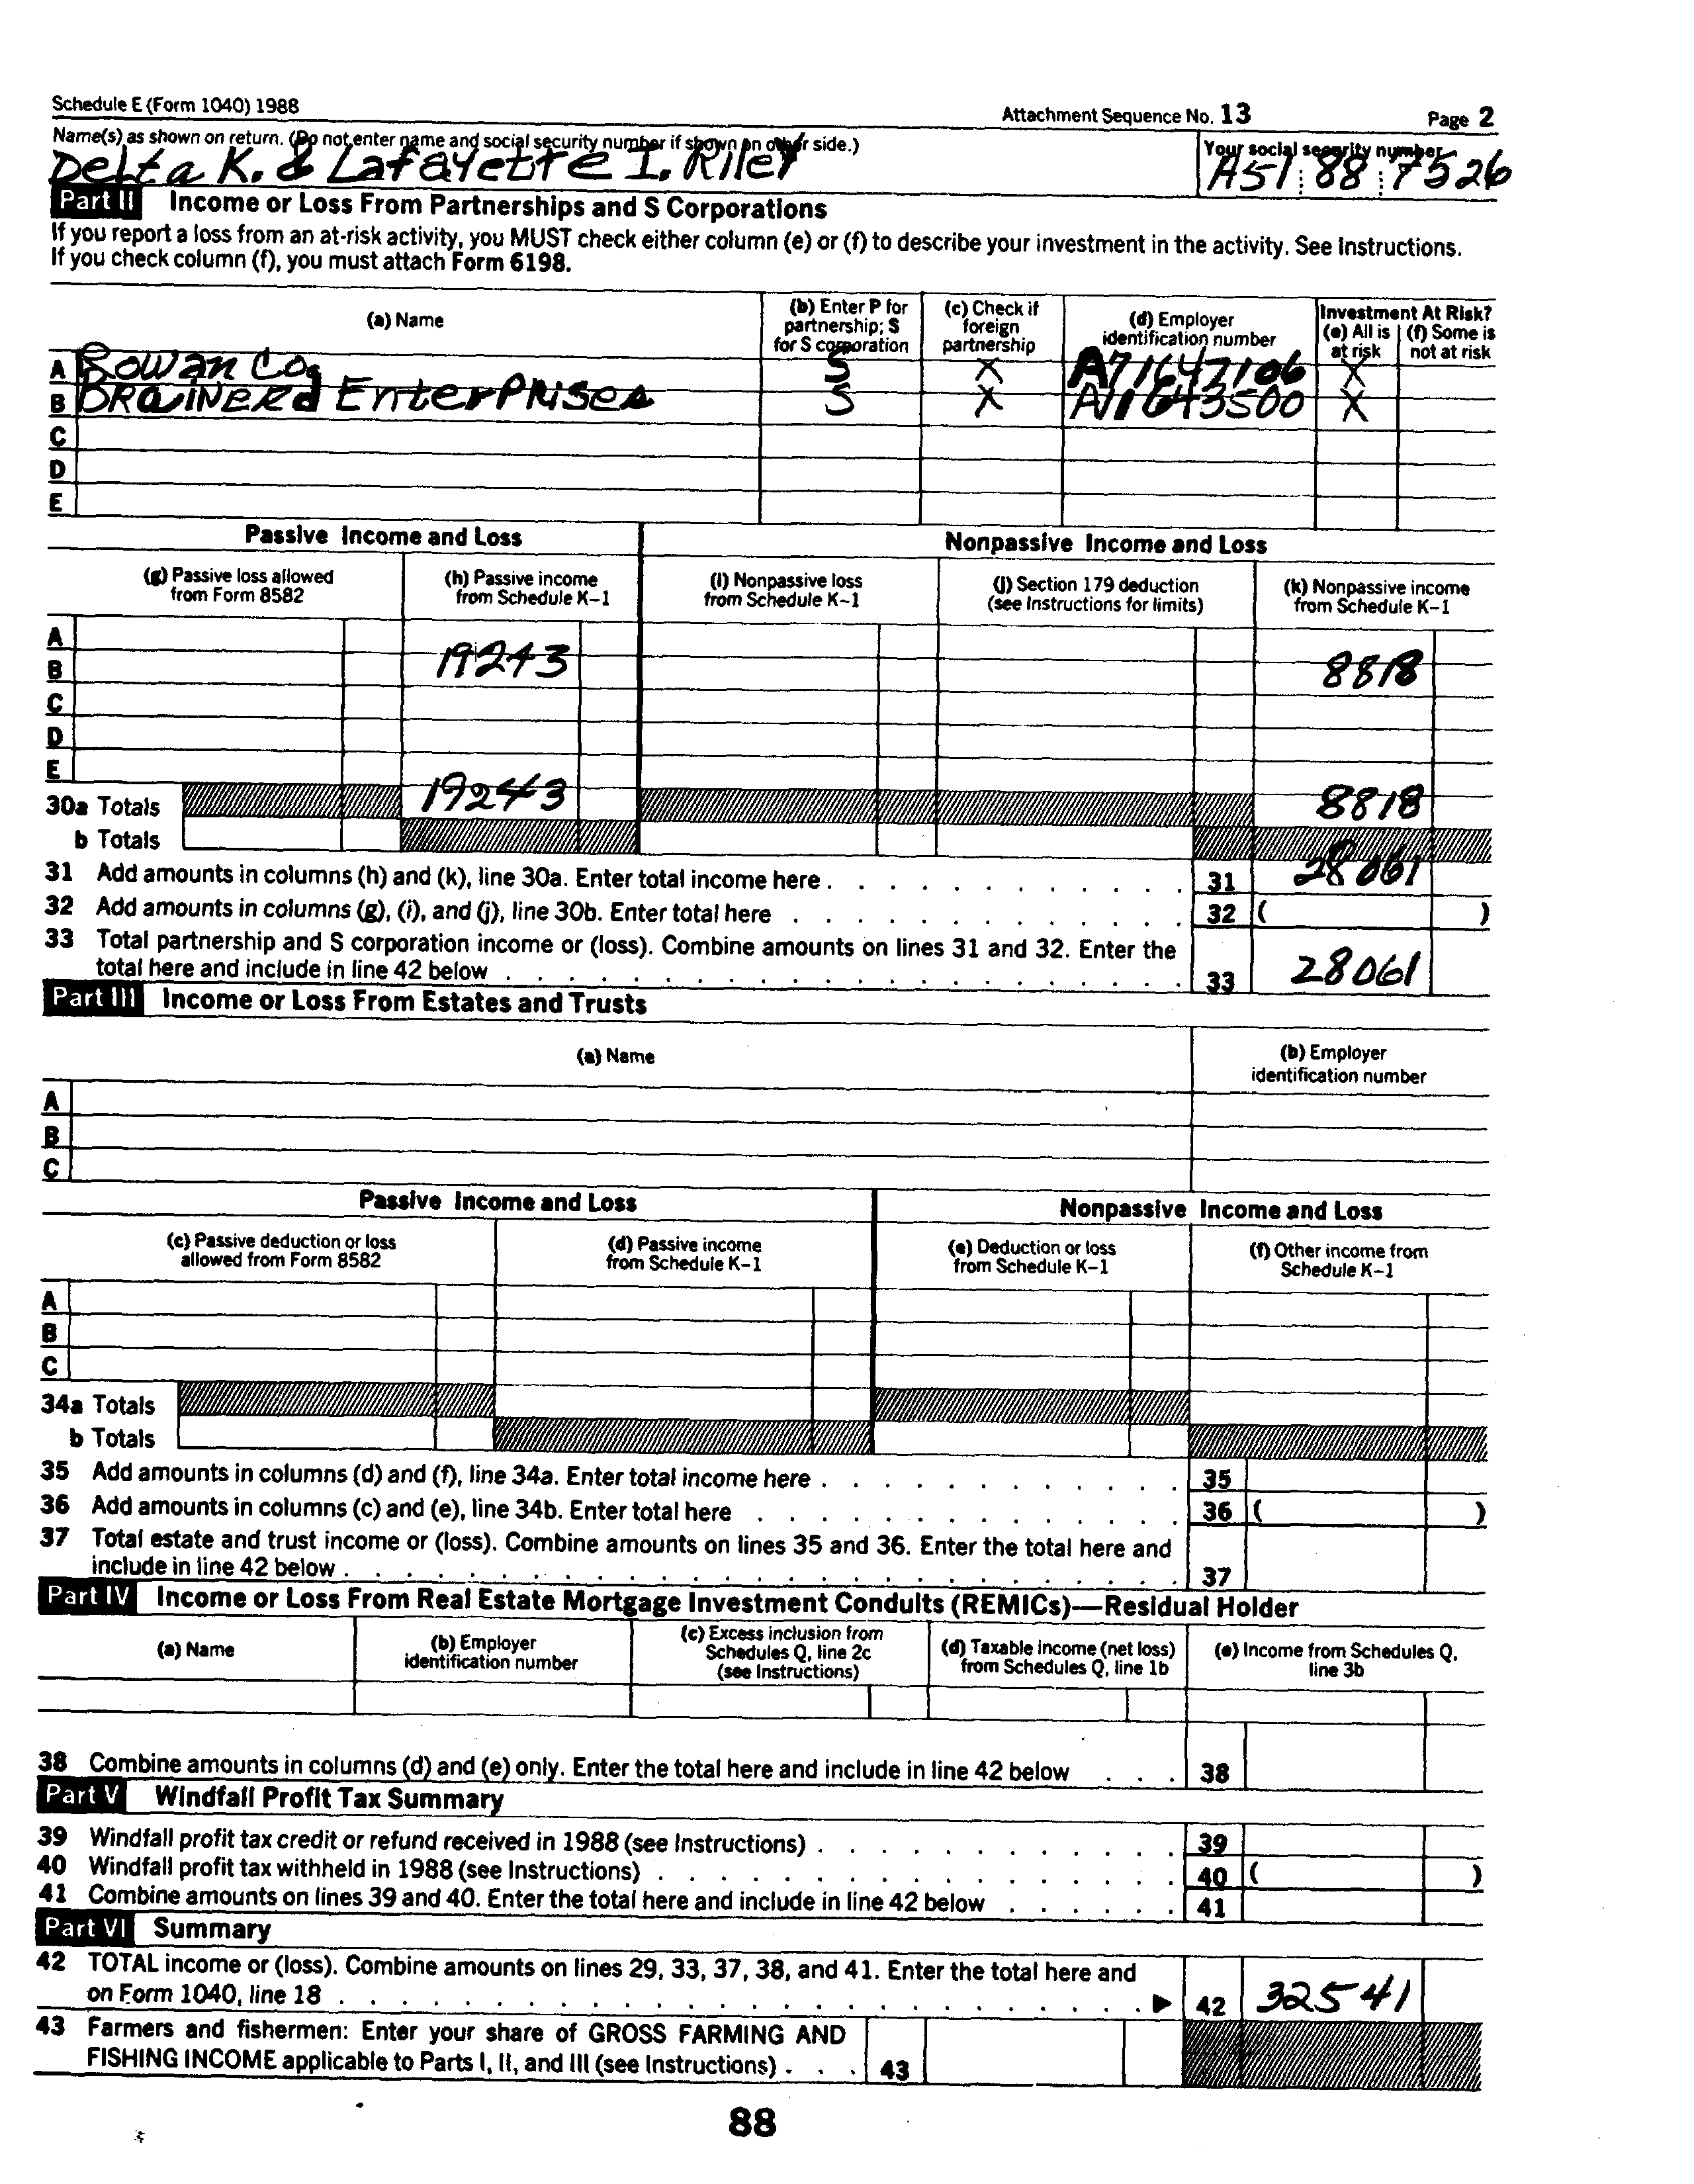 Schedule E (Form 1040) 1988 Attachment Sequence No. 13 Page 2
Name(s) as shown on return. (Do not enter name and social security number if shown on other side.) Your social security number
Delta K. & Lafayette I. Riley A51 88 7526
Part II Income or Loss From Partnerships and S Corporations
If you report a loss from an at-risk activity, you MUST check either column (e) or (f) to describe your investment in the activity. See Instructions.
If you check column (f), you must attach Form 6198.
(a) Name (b) Enter P for partnership; S for S corporation (c) Check if foreign partnership (d) Employer identification number Investment At Risk? (e) All is at risk (f) Some is not at risk
A Rowan Co. S X A71647106 X
B BRaiNERd EnterPRises S X A11643500 X
C
D
E
Passive Income and Loss Nonpassive Income and Loss
(g) Passive loss allowed from Form 8582 (h) Passive income from Schedule K-1 (i) Nonpassive loss from Schedule K-1 (j) Section 179 deduction (see Instructions for limits) (k) Nonpassive income from Schedule K-1
A
B 19243 8818
C
D
E
30a Totals 19243 8818
b Totals
31 Add amounts in columns (h) and (k), line 30a. Enter total income here . 31 28061
32 Add amounts in columns (g), (i), and (j), line 30b. Enter total here . 32 ( )
33 Total partnership and S corporation income or (loss). Combine amounts on lines 31 and 32. Enter the
total here and include in line 42 below . 33 28061
Part III Income or Loss From Estates and Trusts
(a) Name (b) Employer identification number
A
B
C
Passive Income and Loss Nonpassive Income and Loss
(c) Passive deduction or loss allowed from Form 8582 (d) Passive income from Schedule K-1 (e) Deduction or loss from Schedule K-1 (f) Other income from Schedule K-1
A
B
C
34a Totals
b Totals
35 Add amounts in columns (d) and (f), line 34a. Enter total income here . 35
36 Add amounts in columns (c) and (e), line 34b. Enter total here . 36 ( )
37 Total estate and trust income or (loss). Combine amounts on lines 35 and 36. Enter the total here and
include in line 42 below . 37
Part IV Income or Loss From Real Estate Mortgage Investment Conduits (REMICs)—Residual Holder
(a) Name (b) Employer identification number (c) Excess inclusion from Schedules Q, line 2c (see Instructions) (d) Taxable income (net loss) from Schedules Q, line 1b (e) Income from Schedules Q, line 3b
38 Combine amounts in columns (d) and (e) only. Enter the total here and include in line 42 below . 38
Part V Windfall Profit Tax Summary
39 Windfall profit tax credit or refund received in 1988 (see Instructions) . 39
40 Windfall profit tax withheld in 1988 (see Instructions) . 40 ( )
41 Combine amounts on lines 39 and 40. Enter the total here and include in line 42 below . 41
Part VI Summary
42 TOTAL income or (loss). Combine amounts on lines 29, 33, 37, 38, and 41. Enter the total here and
on Form 1040, line 18 . ▶ 42 32541
43 Farmers and fishermen: Enter your share of GROSS FARMING AND
FISHING INCOME applicable to Parts I, II, and III (see Instructions) . 43
88